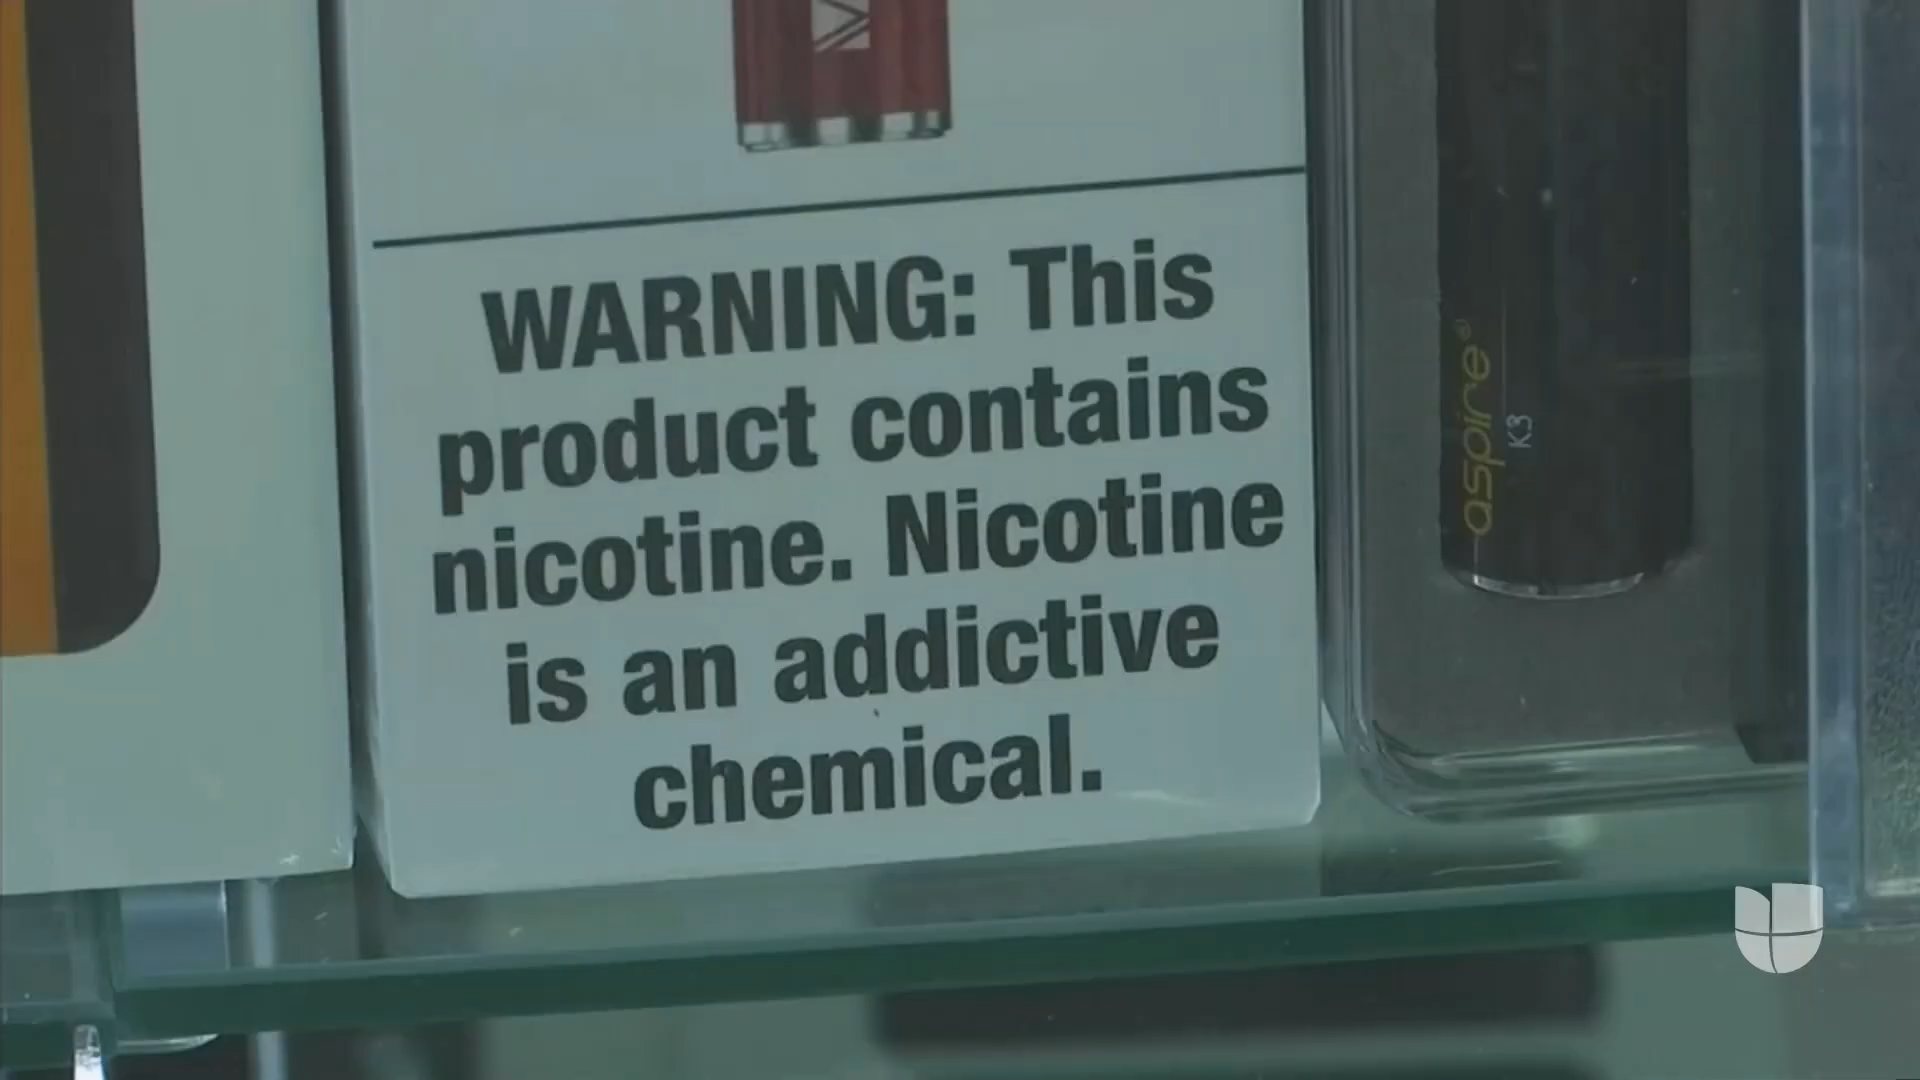 WARNING: This
product contains
nicotine. Nicotine
is an addictive
chemical.
aspire®
K3